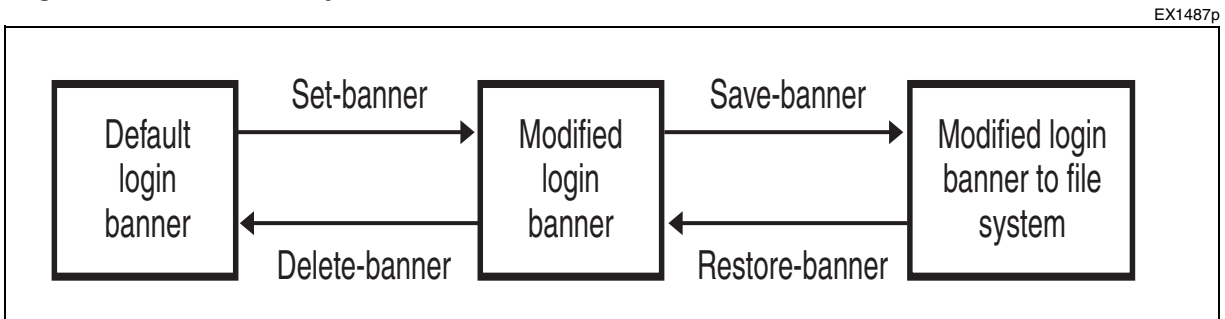 EX1487p
Set-banner
Save-banner
Default
login
banner
Modified
login
banner
Modified login
banner to file
system
Delete-banner
Restore-banner